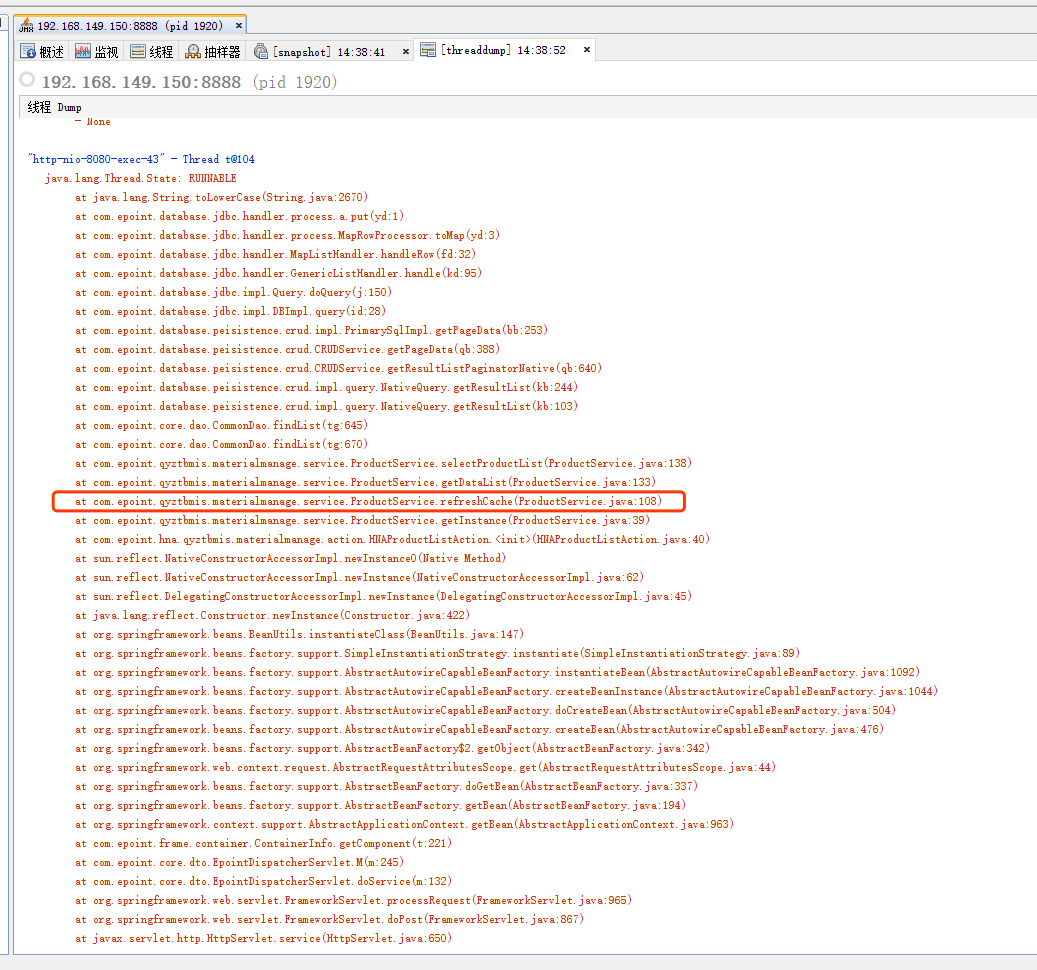 192.168.149.150:8888 (pid 1920) ×
概述 监视 线程 抽样器 [snapshot] 14:38:41 × [threaddump] 14:38:52 ×
192.168.149.150:8888 (pid 1920)
线程 Dump
- None
"http-nio-8080-exec-43" - Thread t@104
java.lang.Thread.State: RUNNABLE
at java.lang.String.toLowerCase(String.java:2670)
at com.epoint.database.jdbc.handler.process.a.put(yd:1)
at com.epoint.database.jdbc.handler.process.MapRowProcessor.toMap(yd:3)
at com.epoint.database.jdbc.handler.MapListHandler.handleRow(fd:32)
at com.epoint.database.jdbc.handler.GenericListHandler.handle(kd:95)
at com.epoint.database.jdbc.impl.Query.doQuery(j:150)
at com.epoint.database.jdbc.impl.DBImpl.query(id:28)
at com.epoint.database.peisistence.crud.impl.PrimarySqlImpl.getPageData(bb:253)
at com.epoint.database.peisistence.crud.CRUDService.getPageData(qb:388)
at com.epoint.database.peisistence.crud.CRUDService.getResultListPaginatorNative(qb:640)
at com.epoint.database.peisistence.crud.impl.query.NativeQuery.getResultList(kb:244)
at com.epoint.database.peisistence.crud.impl.query.NativeQuery.getResultList(kb:103)
at com.epoint.core.dao.CommonDao.findList(tg:645)
at com.epoint.core.dao.CommonDao.findList(tg:670)
at com.epoint.qyztbmis.materialmanage.service.ProductService.selectProductList(ProductService.java:138)
at com.epoint.qyztbmis.materialmanage.service.ProductService.getDataList(ProductService.java:133)
at com.epoint.qyztbmis.materialmanage.service.ProductService.refreshCache(ProductService.java:108)
at com.epoint.qyztbmis.materialmanage.service.ProductService.getInstance(ProductService.java:39)
at com.epoint.hna.qyztbmis.materialmanage.action.HNAProductListAction.<init>(HNAProductListAction.java:40)
at sun.reflect.NativeConstructorAccessorImpl.newInstance0(Native Method)
at sun.reflect.NativeConstructorAccessorImpl.newInstance(NativeConstructorAccessorImpl.java:62)
at sun.reflect.DelegatingConstructorAccessorImpl.newInstance(DelegatingConstructorAccessorImpl.java:45)
at java.lang.reflect.Constructor.newInstance(Constructor.java:422)
at org.springframework.beans.BeanUtils.instantiateClass(BeanUtils.java:147)
at org.springframework.beans.factory.support.SimpleInstantiationStrategy.instantiate(SimpleInstantiationStrategy.java:89)
at org.springframework.beans.factory.support.AbstractAutowireCapableBeanFactory.instantiateBean(AbstractAutowireCapableBeanFactory.java:1092)
at org.springframework.beans.factory.support.AbstractAutowireCapableBeanFactory.createBeanInstance(AbstractAutowireCapableBeanFactory.java:1044)
at org.springframework.beans.factory.support.AbstractAutowireCapableBeanFactory.doCreateBean(AbstractAutowireCapableBeanFactory.java:504)
at org.springframework.beans.factory.support.AbstractAutowireCapableBeanFactory.createBean(AbstractAutowireCapableBeanFactory.java:476)
at org.springframework.beans.factory.support.AbstractBeanFactory$2.getObject(AbstractBeanFactory.java:342)
at org.springframework.web.context.request.AbstractRequestAttributesScope.get(AbstractRequestAttributesScope.java:44)
at org.springframework.beans.factory.support.AbstractBeanFactory.doGetBean(AbstractBeanFactory.java:337)
at org.springframework.beans.factory.support.AbstractBeanFactory.getBean(AbstractBeanFactory.java:194)
at org.springframework.context.support.AbstractApplicationContext.getBean(AbstractApplicationContext.java:963)
at com.epoint.frame.container.ContainerInfo.getComponent(t:221)
at com.epoint.core.dto.EpointDispatcherServlet.M(m:245)
at com.epoint.core.dto.EpointDispatcherServlet.doService(m:132)
at org.springframework.web.servlet.FrameworkServlet.processRequest(FrameworkServlet.java:965)
at org.springframework.web.servlet.FrameworkServlet.doPost(FrameworkServlet.java:867)
at javax.servlet.http.HttpServlet.service(HttpServlet.java:650)